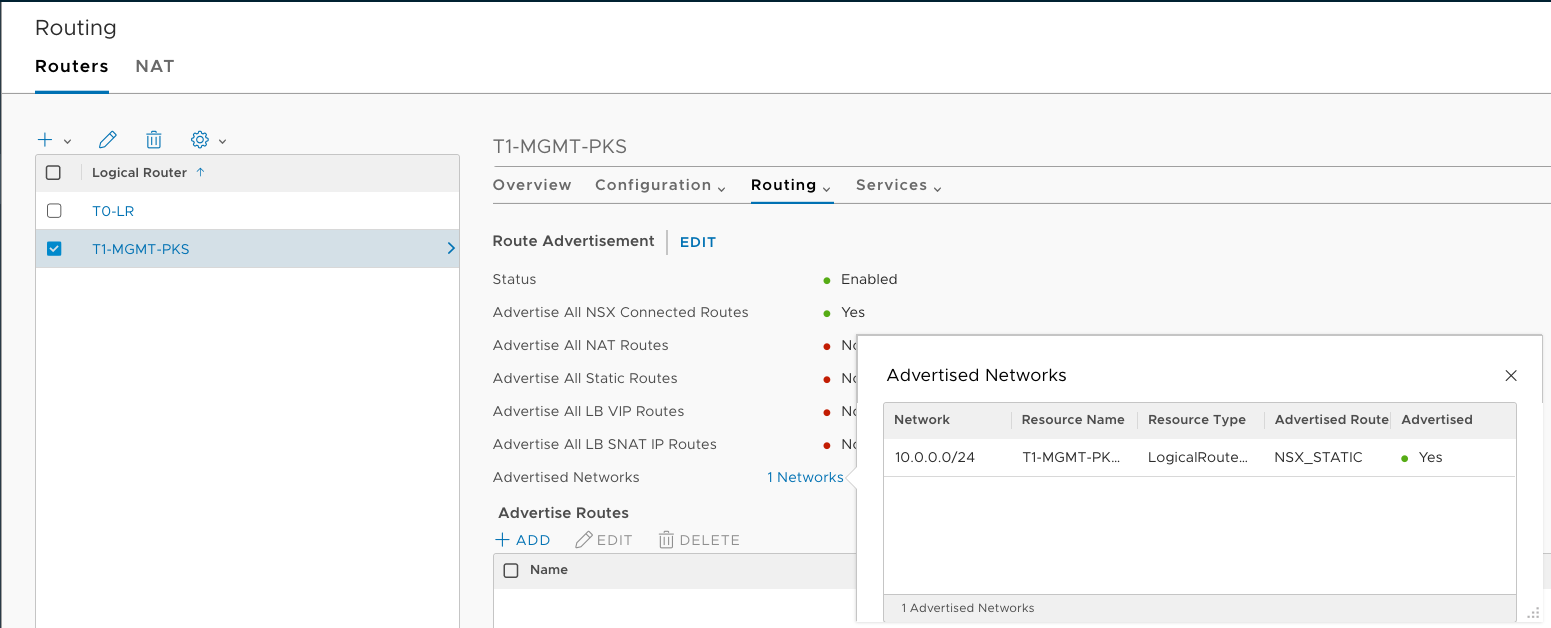 Routing
Routers NAT
T1-MGMT-PKS
Logical Router ↑
Overview Configuration Routing Services
T0-LR
T1-MGMT-PKS
Route Advertisement EDIT
Status Enabled
Advertise All NSX Connected Routes Yes
Advertise All NAT Routes
Advertise All Static Routes
Advertise All LB VIP Routes
Advertise All LB SNAT IP Routes
Advertised Networks 1 Networks
Advertise Routes
+ ADD EDIT DELETE
Name
Advertised Networks
Network Resource Name Resource Type Advertised Route Advertised
10.0.0.0/24 T1-MGMT-PK... LogicalRoute... NSX_STATIC Yes
1 Advertised Networks